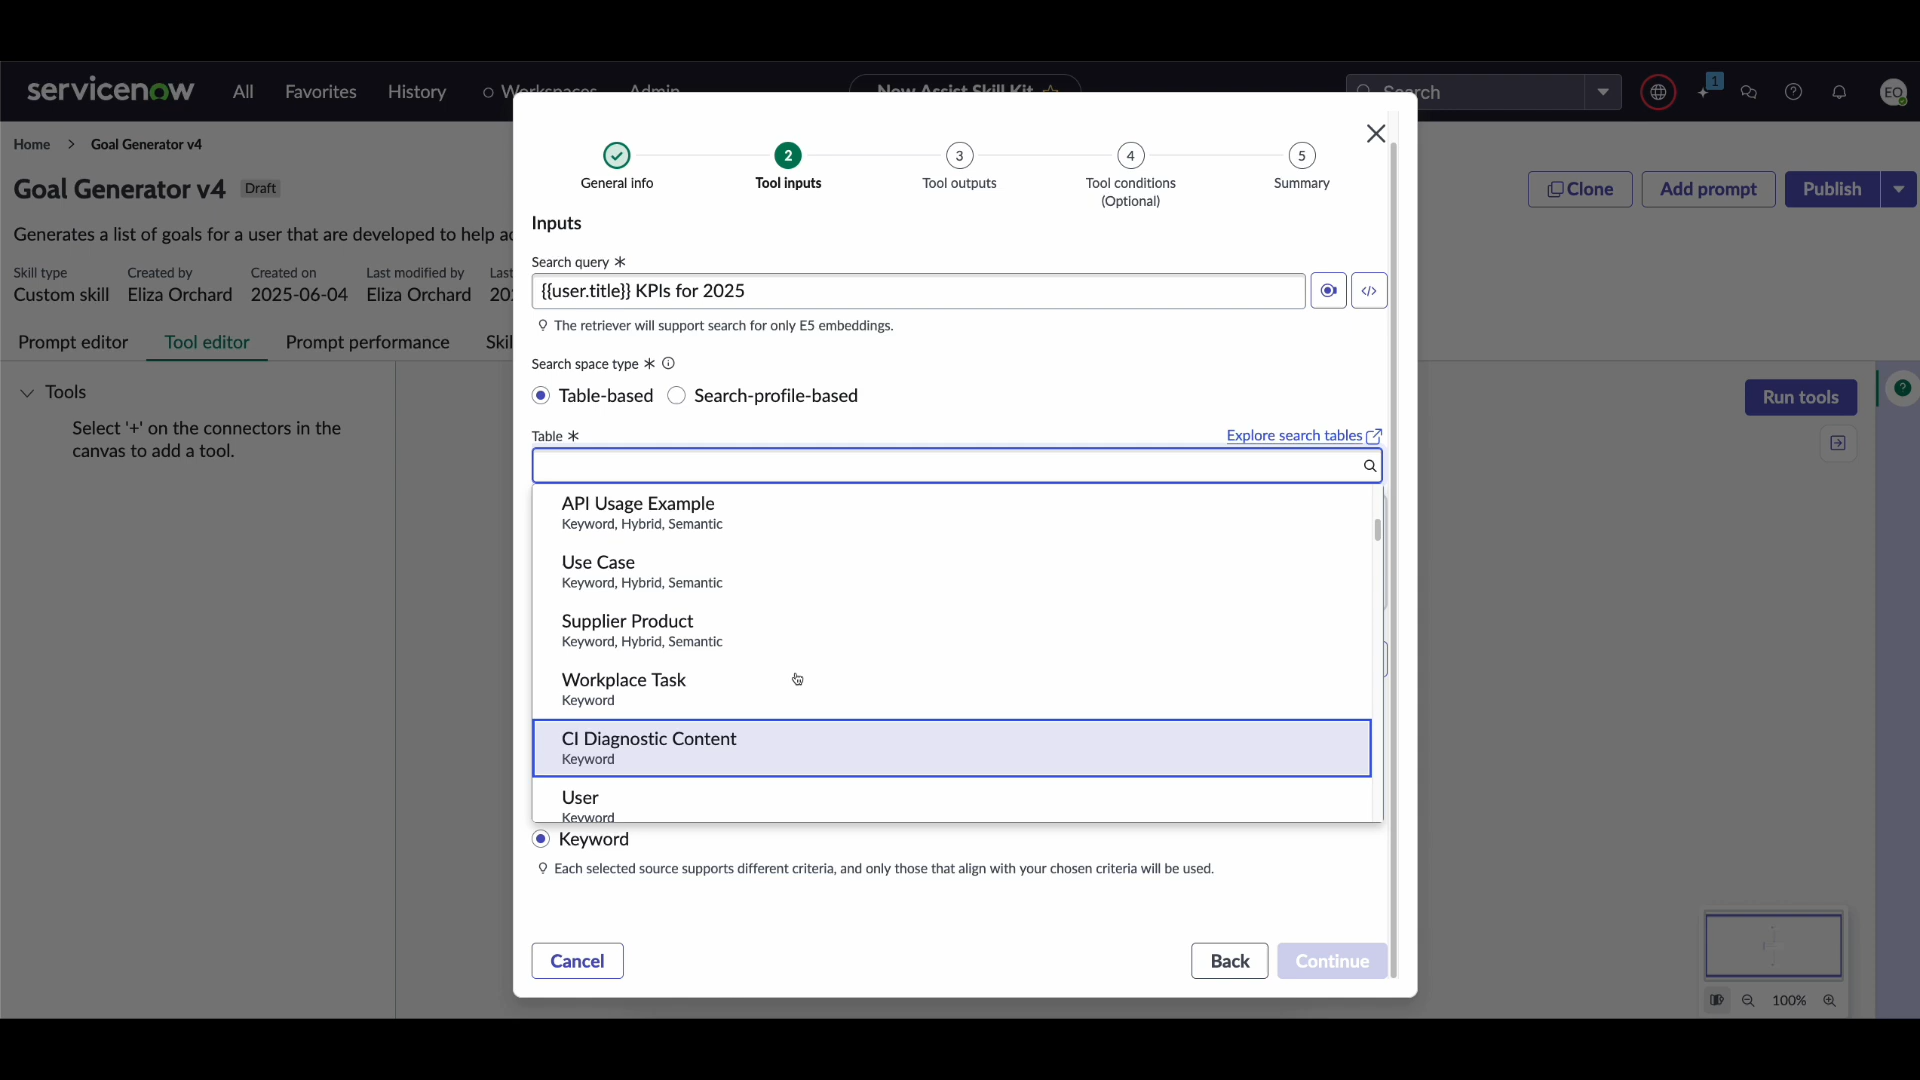 servicenow
All
Favorites
History
Workspaces
Admin
Now Assist Skill Kit
Search
1
EO
Home > Goal Generator v4
Goal Generator v4 Draft
Clone
Add prompt
Publish
Generates a list of goals for a user that are developed to help
Skill type
Custom skill
Created by
Eliza Orchard
Created on
2025-06-04
Last modified by
Eliza Orchard
Prompt editor
Tool editor
Prompt performance
Tools
Select '+' on the connectors in the
canvas to add a tool.
Run tools
General info
2
Tool inputs
3
Tool outputs
4
Tool conditions
(Optional)
5
Summary
Inputs
Search query *
{{user.title}} KPIs for 2025
</>
The retriever will support search for only E5 embeddings.
Search space type *
Table-based
Search-profile-based
Table *
Explore search tables
API Usage Example
Keyword, Hybrid, Semantic
Use Case
Keyword, Hybrid, Semantic
Supplier Product
Keyword, Hybrid, Semantic
Workplace Task
Keyword
CI Diagnostic Content
Keyword
User
Keyword
Keyword
Each selected source supports different criteria, and only those that align with your chosen criteria will be used.
Cancel
Back
Continue
100%